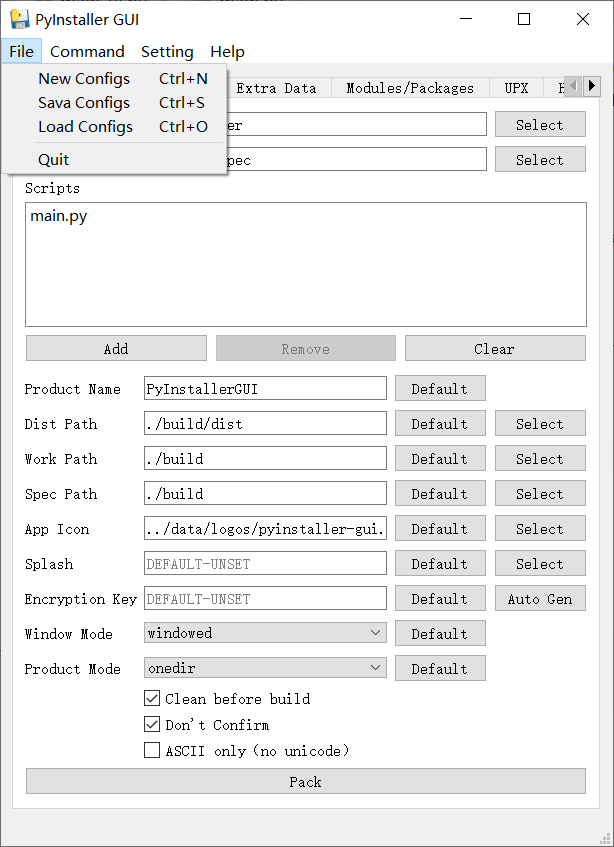 PyInstaller GUI
File Command Setting Help
New Configs Ctrl+N
Sava Configs Ctrl+S
Load Configs Ctrl+O
Quit
Extra Data Modules/Packages UPX
Select
Select
Scripts
main.py
Add Remove Clear
Product Name PyInstallerGUI Default
Dist Path ./build/dist Default Select
Work Path ./build Default Select
Spec Path ./build Default Select
App Icon ../data/logos/pyinstaller-gui. Default Select
Splash DEFAULT-UNSET Default Select
Encryption Key DEFAULT-UNSET Default Auto Gen
Window Mode windowed Default
Product Mode onedir Default
Clean before build
Don't Confirm
ASCII only (no unicode)
Pack